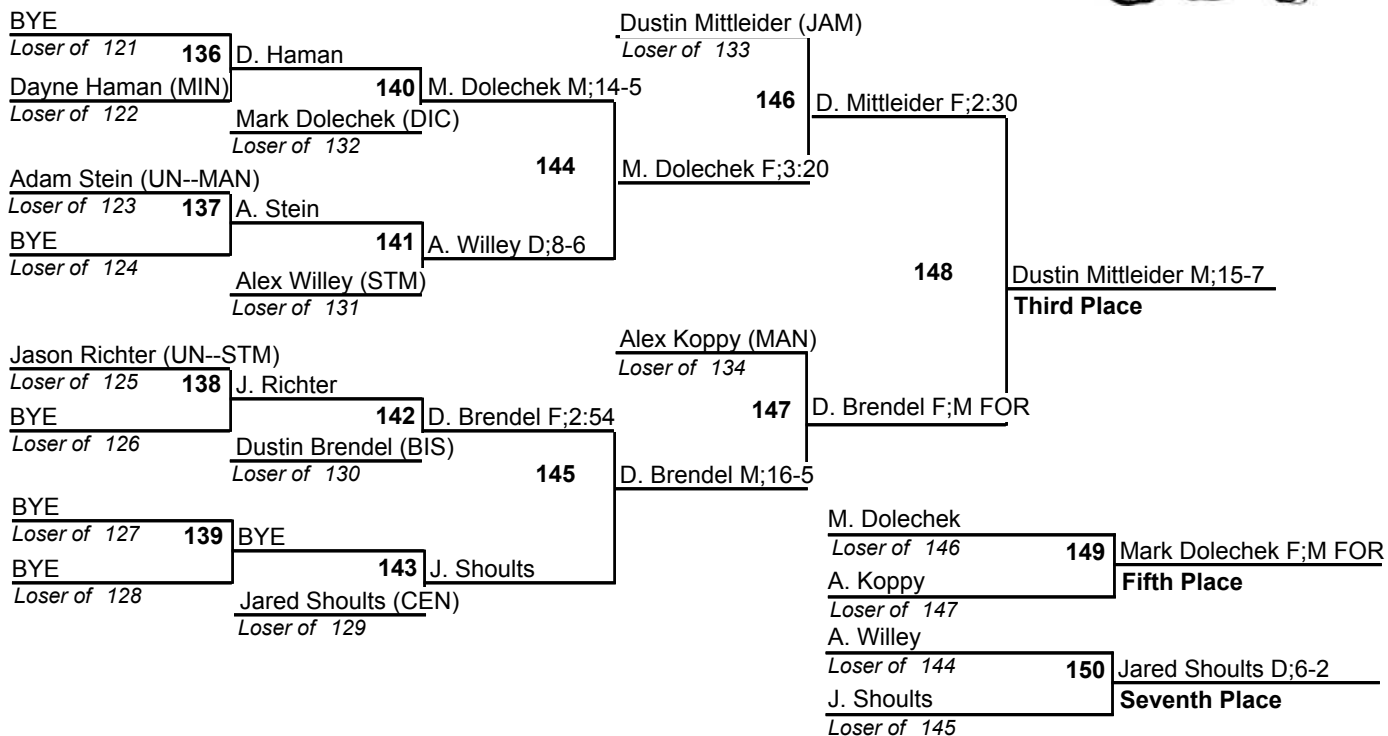 BYE
Loser of 121
136
D. Haman
Dayne Haman (MIN)
Loser of 122
140
M. Dolechek M;14-5
Mark Dolechek (DIC)
Loser of 132
144
Adam Stein (UN--MAN)
Loser of 123
137
A. Stein
BYE
Loser of 124
141
A. Willey D;8-6
Alex Willey (STM)
Loser of 131
Dustin Mittleider (JAM)
Loser of 133
146
D. Mittleider F;2:30
M. Dolechek F;3:20
148
Dustin Mittleider M;15-7
Third Place
Jason Richter (UN--STM)
Loser of 125
138
J. Richter
BYE
Loser of 126
142
D. Brendel F;2:54
Dustin Brendel (BIS)
Loser of 130
145
BYE
Loser of 127
139
BYE
BYE
Loser of 128
143
J. Shoults
Jared Shoults (CEN)
Loser of 129
Alex Koppy (MAN)
Loser of 134
147
D. Brendel F;M FOR
D. Brendel M;16-5
M. Dolechek
Loser of 146
149
Mark Dolechek F;M FOR
Fifth Place
A. Koppy
Loser of 147
A. Willey
Loser of 144
150
Jared Shoults D;6-2
Seventh Place
J. Shoults
Loser of 145